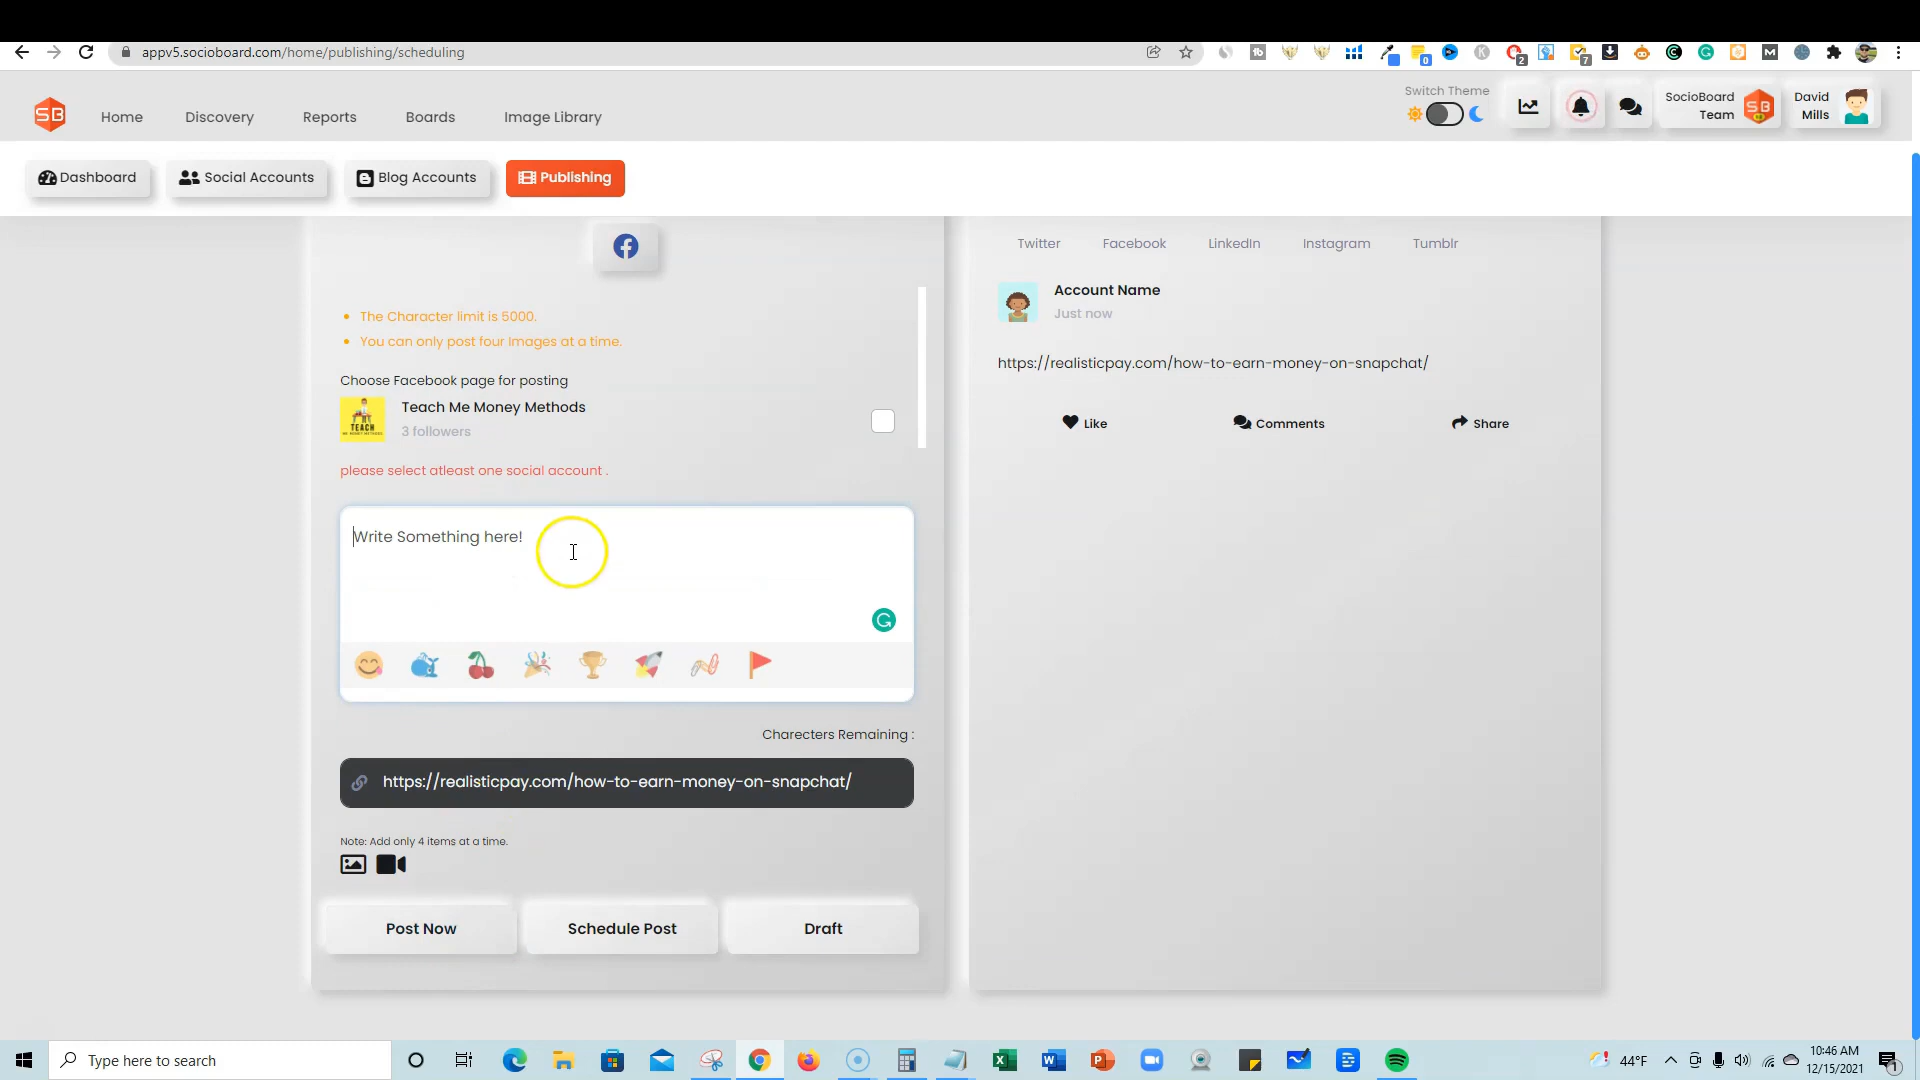 appv5.socioboard.com/home/publishing/scheduling
SB
Home
Discovery
Reports
Boards
Image Library
Switch Theme
SocioBoard
Team
David
Mills
Dashboard
Social Accounts
Blog Accounts
Publishing
The Character limit is 5000.
You can only post four Images at a time.
Choose Facebook page for posting
TEACH
Teach Me Money Methods
3 followers
please select atleast one social account .
Write Something here!
Charecters Remaining :
https://realisticpay.com/how-to-earn-money-on-snapchat/
Note: Add only 4 items at a time.
Post Now
Schedule Post
Draft
Twitter
Facebook
LinkedIn
Instagram
Tumblr
Account Name
Just now
https://realisticpay.com/how-to-earn-money-on-snapchat/
Like
Comments
Share
Type here to search
44°F
10:46 AM
12/15/2021
1